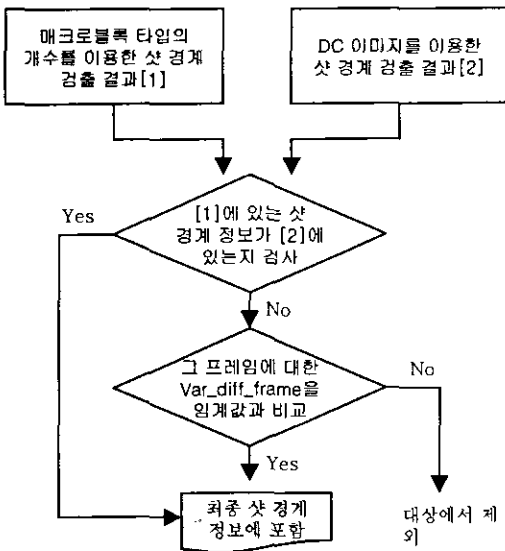 매크로블록 타입의
개수를 이용한 샷 경계
검출 결과[1]
DC 이미지를 이용한
샷 경계 검출 결과[2]
Yes
[1]에 있는 샷
경계 정보가 [2]에
있는지 검사
No
그 프레임에 대한
Var_diff_frame을
임계값과 비교
No
Yes
최종 샷 경계
정보에 포함
대상에서 제
외